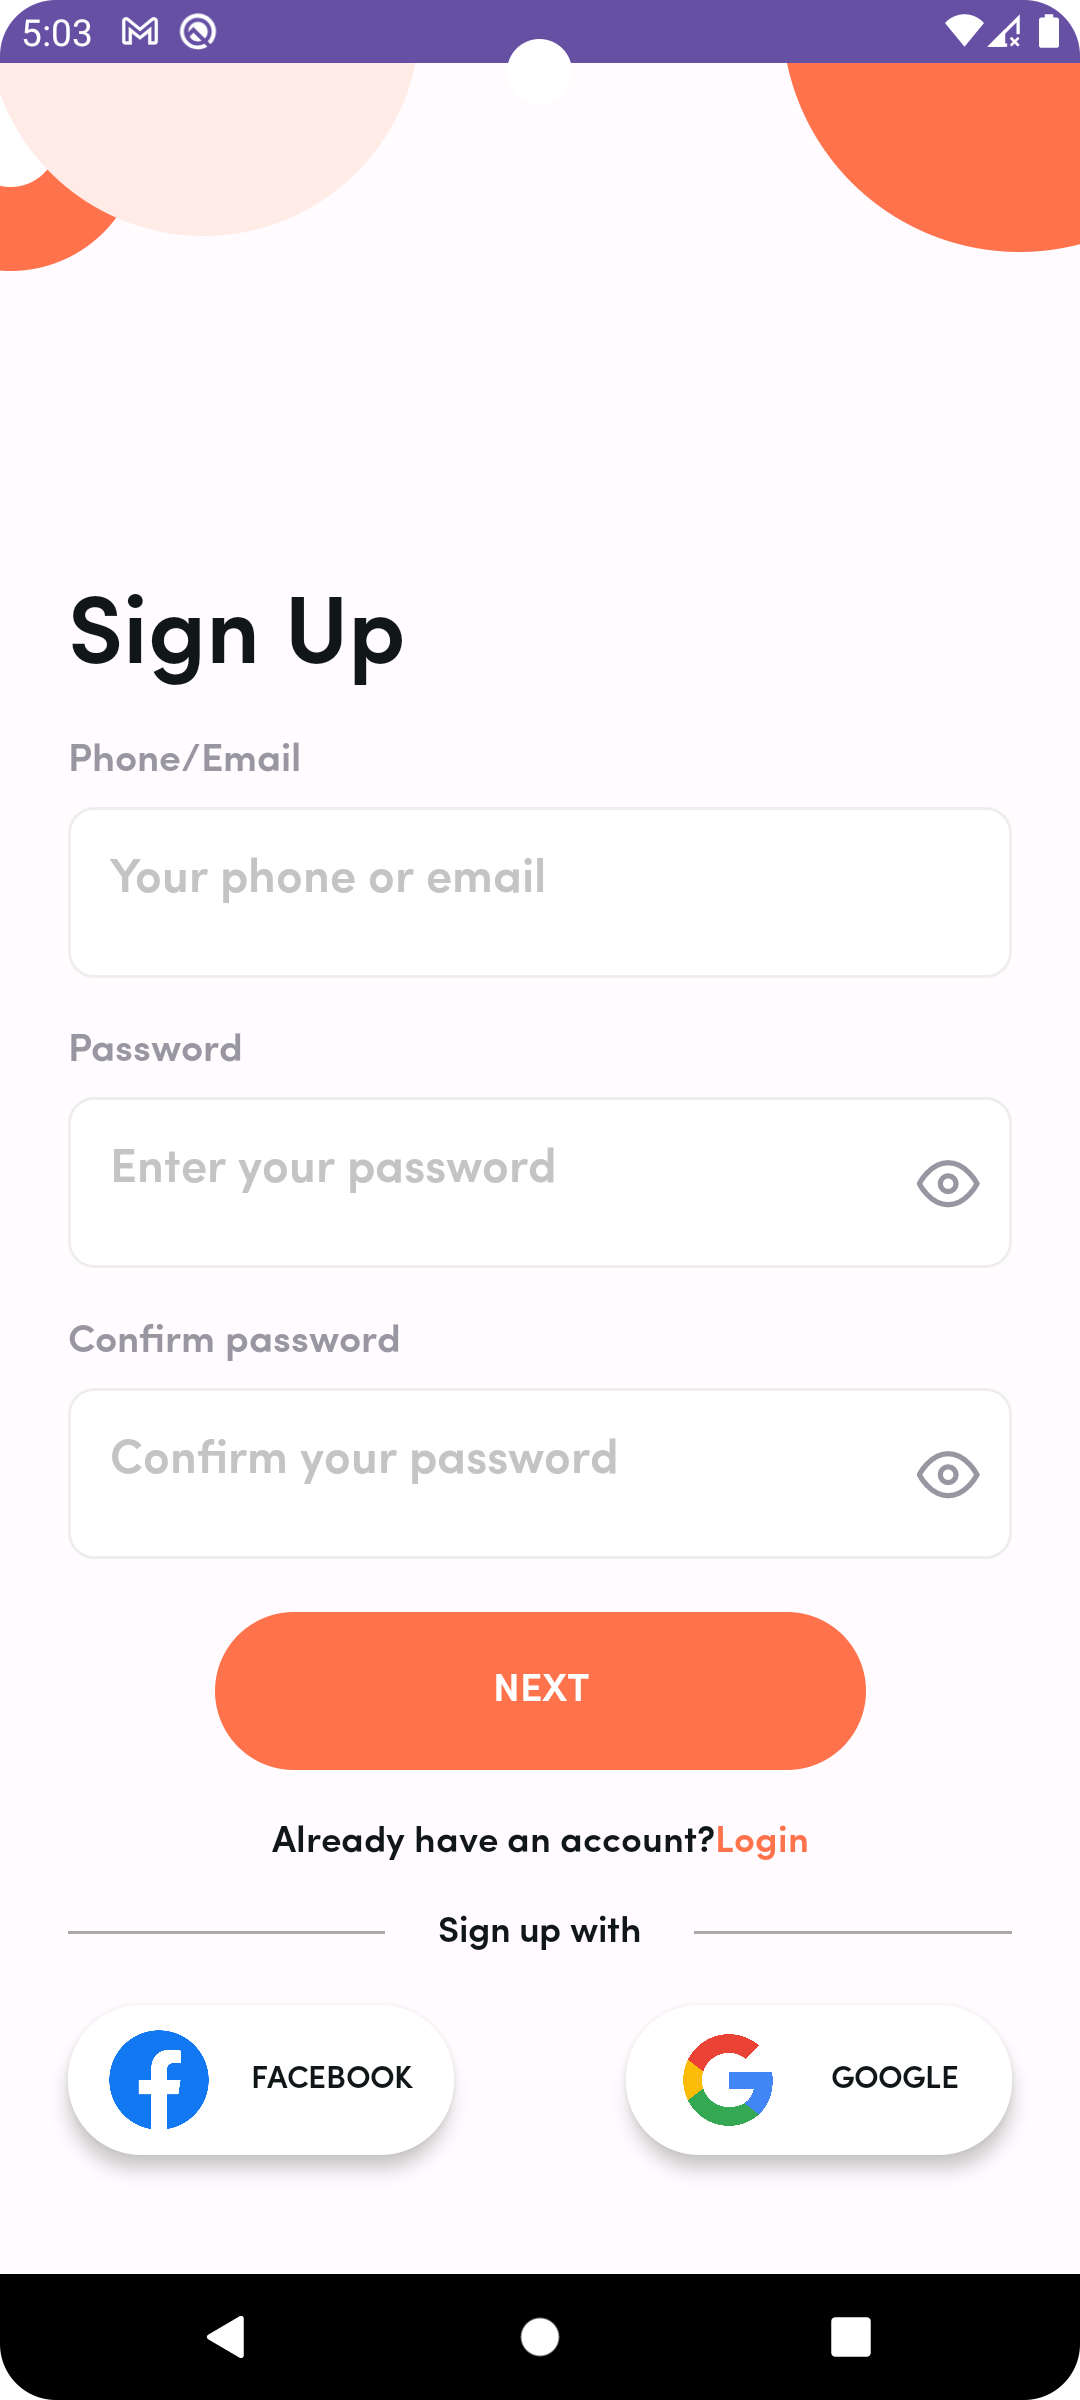 5:03
Sign Up
Phone/Email
Your phone or email
Password
Enter your password
Confirm password
Confirm your password
NEXT
Already have an account?Login
Sign up with
FACEBOOK
GOOGLE